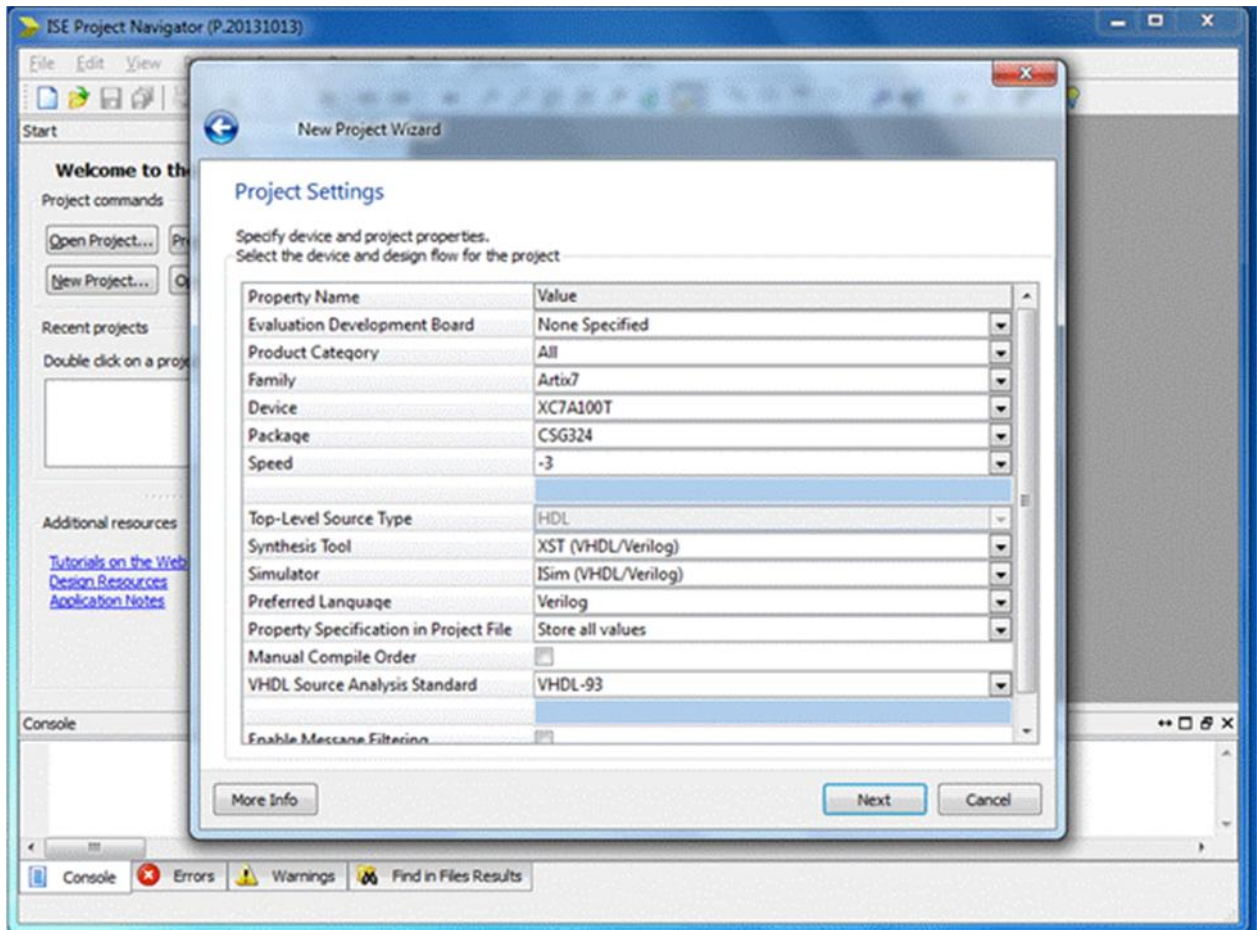 ISE Project Navigator (P.20131013)
File Edit View
Start
New Project Wizard
Welcome to th
Project commands
Open Project... Pr
New Project... O
Recent projects
Double click on a proje
Additional resources
Tutorials on the Web
Design Resources
Application Notes
Project Settings
Specify device and project properties.
Select the device and design flow for the project
Property Name Value
Evaluation Development Board None Specified
Product Category All
Family Artix7
Device XC7A100T
Package CSG324
Speed -3
Top-Level Source Type HDL
Synthesis Tool XST (VHDL/Verilog)
Simulator ISim (VHDL/Verilog)
Preferred Language Verilog
Property Specification in Project File Store all values
Manual Compile Order
VHDL Source Analysis Standard VHDL-93
Enable Message Filtering
More Info Next Cancel
Console
Console Errors Warnings Find in Files Results